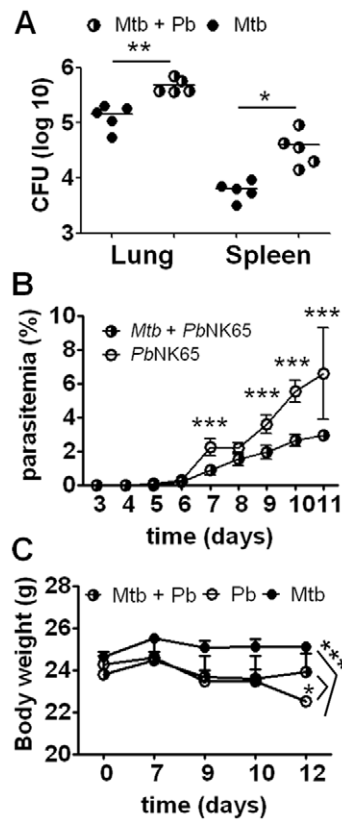 A
Mtb + Pb Mtb
** *
CFU (log 10)
6
5
4
3
Lung Spleen
B
Mtb + PbNK65
PbNK65
*** *** *** ***
parasitemia (%)
10
8
6
4
2
0
3 4 5 6 7 8 9 10 11
time (days)
C
Mtb + Pb Pb Mtb
Body weight (g)
28
26
24
22
20
***
*
0 7 9 10 12
time (days)